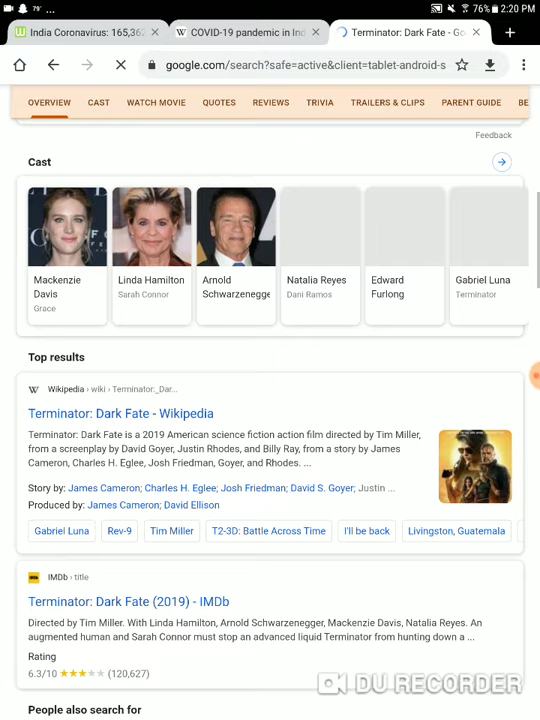 76% 2:20 PM
India Coronavirus: 165,362
COVID-19 pandemic in Ind
Terminator: Dark Fate - Go
google.com/search?safe=active&client=tablet-android-s
OVERVIEW CAST WATCH MOVIE QUOTES REVIEWS TRIVIA TRAILERS & CLIPS PARENT GUIDE BE
Feedback
Cast
Mackenzie Davis
Grace
Linda Hamilton
Sarah Connor
Arnold Schwarzenegge
Natalia Reyes
Dani Ramos
Edward Furlong
Gabriel Luna
Terminator
Top results
W Wikipedia › wiki › Terminator:_Dar...
Terminator: Dark Fate - Wikipedia
Terminator: Dark Fate is a 2019 American science fiction action film directed by Tim Miller,
from a screenplay by David Goyer, Justin Rhodes, and Billy Ray, from a story by James
Cameron, Charles H. Eglee, Josh Friedman, Goyer, and Rhodes. ...
Story by: James Cameron; Charles H. Eglee; Josh Friedman; David S. Goyer; Justin ...
Produced by: James Cameron; David Ellison
Gabriel Luna Rev-9 Tim Miller T2-3D: Battle Across Time I'll be back Livingston, Guatemala
IMDb › title
Terminator: Dark Fate (2019) - IMDb
Directed by Tim Miller. With Linda Hamilton, Arnold Schwarzenegger, Mackenzie Davis, Natalia Reyes. An
augmented human and Sarah Connor must stop an advanced liquid Terminator from hunting down a ...
Rating
6.3/10 (120,627)
DU RECORDER
People also search for